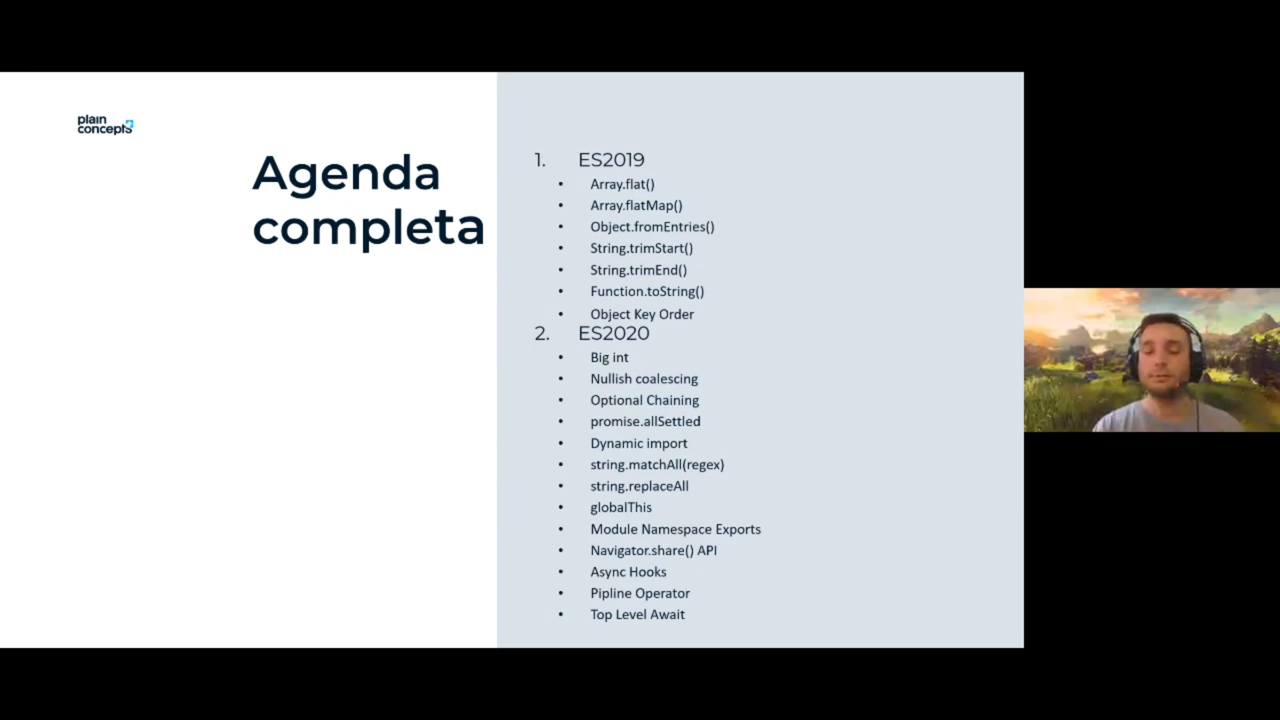 plain
concepts
Agenda
completa
1. ES2019
• Array.flat()
• Array.flatMap()
• Object.fromEntries()
• String.trimStart()
• String.trimEnd()
• Function.toString()
• Object Key Order
2. ES2020
• Big int
• Nullish coalescing
• Optional Chaining
• promise.allSettled
• Dynamic import
• string.matchAll(regex)
• string.replaceAll
• globalThis
• Module Namespace Exports
• Navigator.share() API
• Async Hooks
• Pipline Operator
• Top Level Await